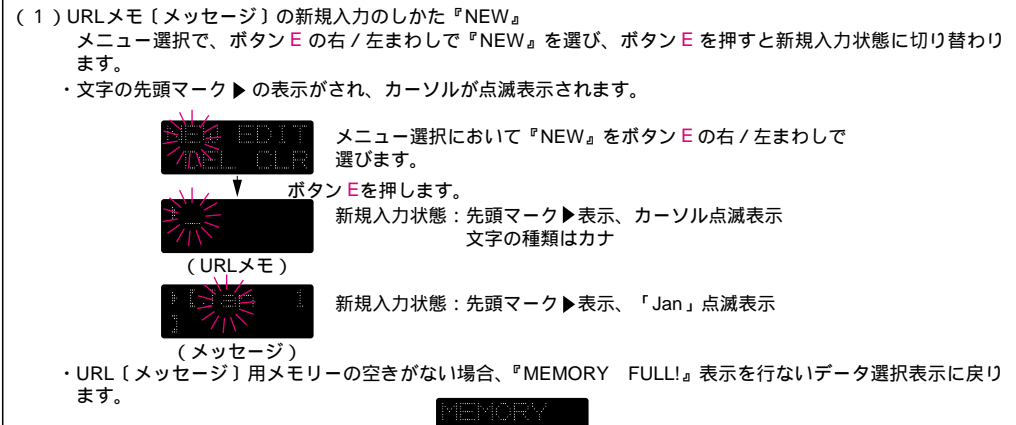 (1)URLメモ〔メッセージ〕の新規入力のしかた『NEW』
メニュー選択で、ボタン E の右/左まわしで『NEW』を選び、ボタン E を押すと新規入力状態に切り替わり
ます。
・文字の先頭マーク▶の表示がされ、カーソルが点滅表示されます。
NEW EDIT
DEL CLR
メニュー選択において『NEW』をボタン E の右/左まわしで
選びます。
ボタン Eを押します。
▶_
新規入力状態:先頭マーク▶表示、カーソル点滅表示
文字の種類はカナ
(URLメモ)
▶[Jan 1
]
新規入力状態:先頭マーク▶表示、「Jan」点滅表示
(メッセージ)
・URL〔メッセージ〕用メモリーの空きがない場合、『MEMORY FULL!』表示を行ないデータ選択表示に戻り
ます。
MEMORY